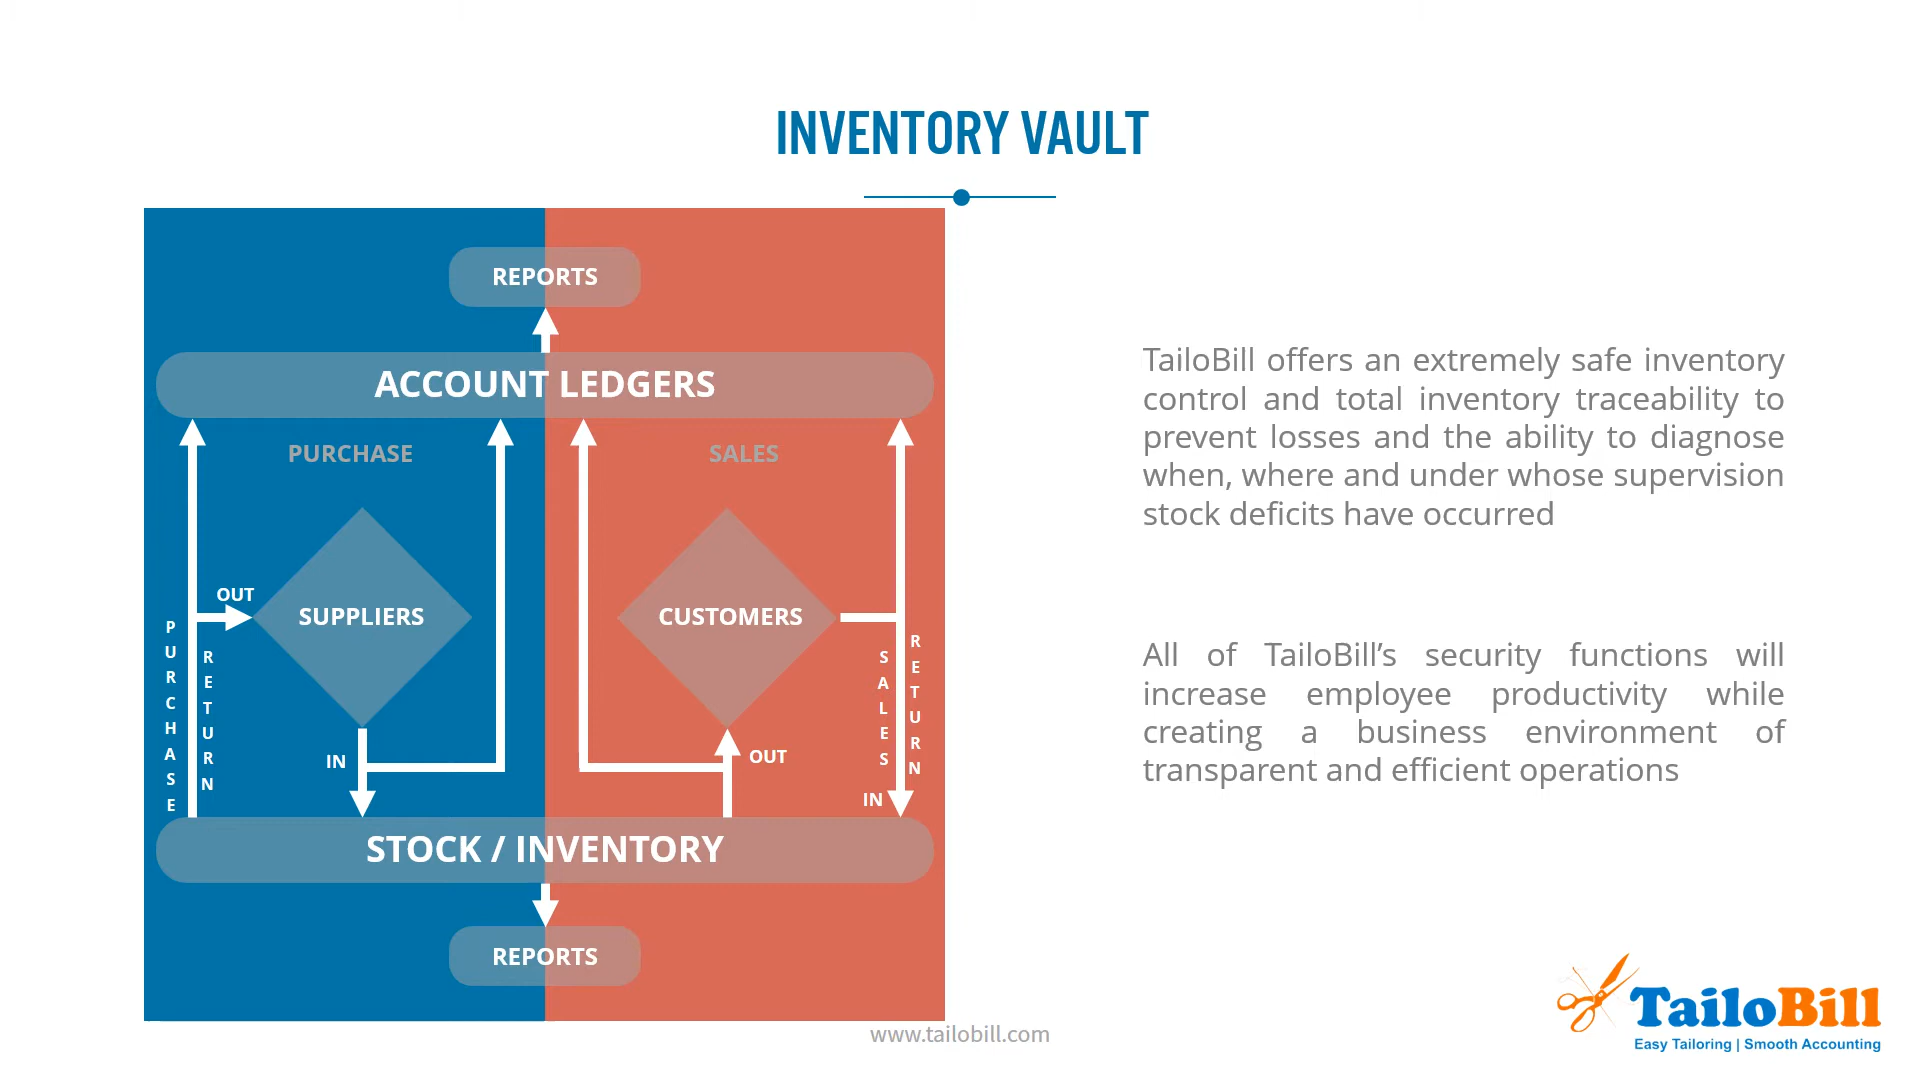 INVENTORY VAULT
REPORTS
ACCOUNT LEDGERS
PURCHASE
SALES
OUT
SUPPLIERS
CUSTOMERS
PURCHASE
RETURN
SALES
RETURN
IN
OUT
IN
STOCK / INVENTORY
REPORTS
TailoBill offers an extremely safe inventory
control and total inventory traceability to
prevent losses and the ability to diagnose
when, where and under whose supervision
stock deficits have occurred
All of TailoBill’s security functions will
increase employee productivity while
creating a business environment of
transparent and efficient operations
www.tailobill.com
TailoBill
Easy Tailoring | Smooth Accounting